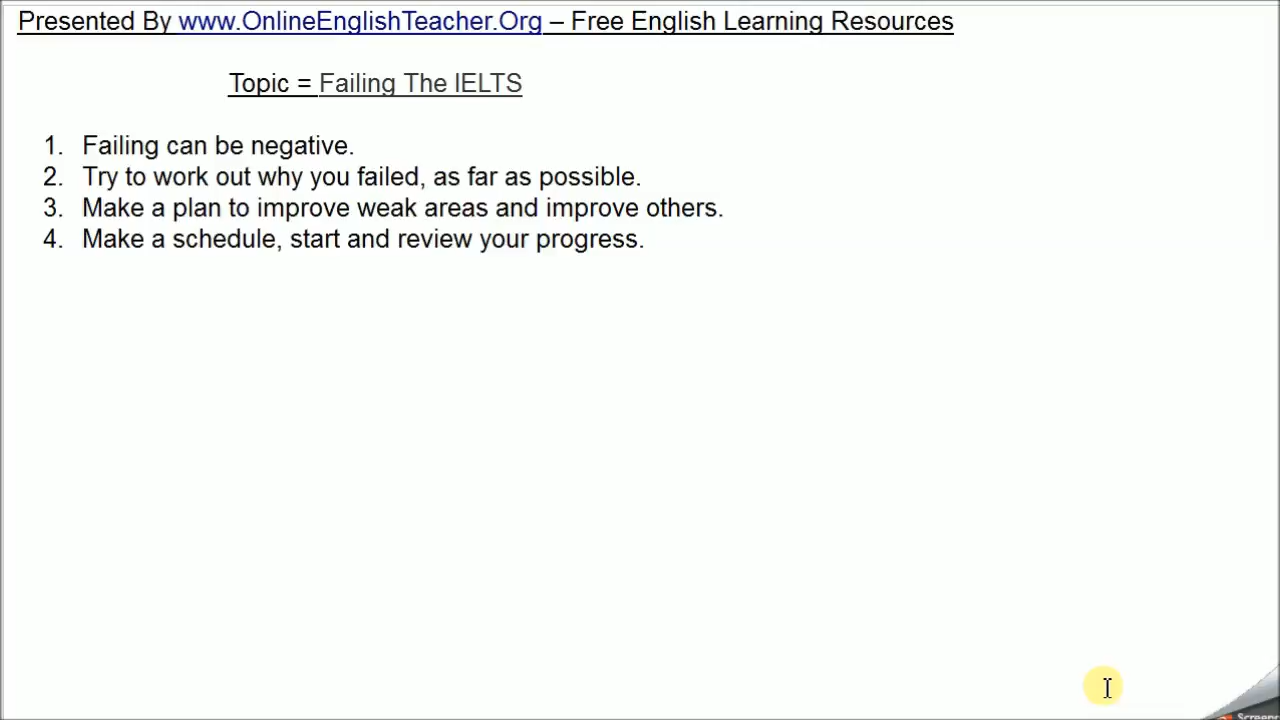 Presented By www.OnlineEnglishTeacher.Org – Free English Learning Resources
Topic = Failing The IELTS
1. Failing can be negative.
2. Try to work out why you failed, as far as possible.
3. Make a plan to improve weak areas and improve others.
4. Make a schedule, start and review your progress.